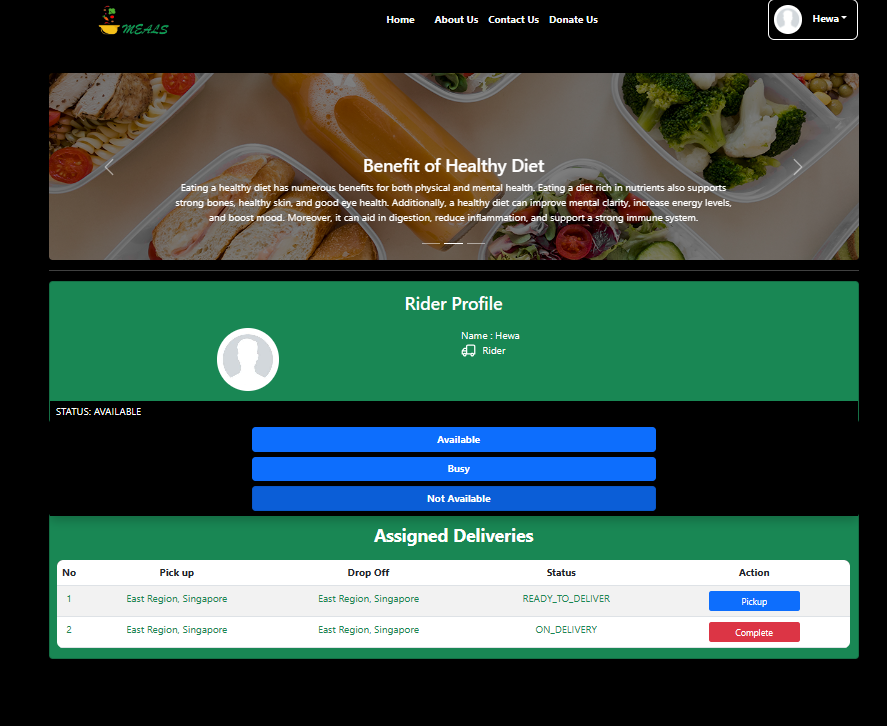 MEALS
Home About Us Contact Us Donate Us
Hewa
Benefit of Healthy Diet
Eating a healthy diet has numerous benefits for both physical and mental health. Eating a diet rich in nutrients also supports
strong bones, healthy skin, and good eye health. Additionally, a healthy diet can improve mental clarity, increase energy levels,
and boost mood. Moreover, it can aid in digestion, reduce inflammation, and support a strong immune system.
Rider Profile
Name : Hewa
Rider
STATUS: AVAILABLE
Available
Busy
Not Available
Assigned Deliveries
No Pick up Drop Off Status Action
1 East Region, Singapore East Region, Singapore READY_TO_DELIVER Pickup
2 East Region, Singapore East Region, Singapore ON_DELIVERY Complete